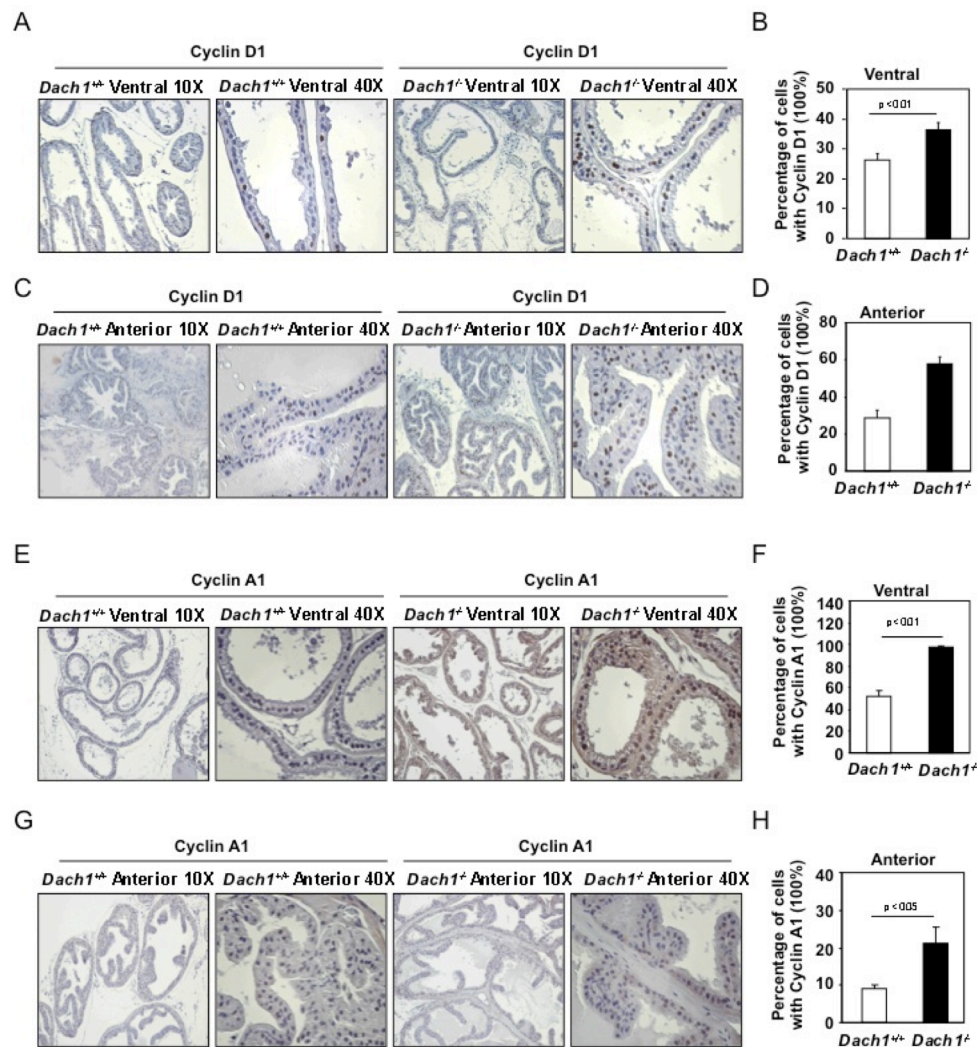 A
Cyclin D1
Cyclin D1
Dach1+/+ Ventral 10X Dach1+/+ Ventral 40X Dach1-/- Ventral 10X Dach1-/- Ventral 40X
B
Ventral
p <0.01
Percentage of cells
with Cyclin D1 (100%)
50
40
30
20
10
0
Dach1+/+ Dach1-/-
C
Cyclin D1
Cyclin D1
Dach1+/+ Anterior 10X Dach1+/+ Anterior 40X Dach1-/- Anterior 10X Dach1-/- Anterior 40X
D
Anterior
Percentage of cells
with Cyclin D1 (100%)
80
60
40
20
0
Dach1+/+ Dach1-/-
E
Cyclin A1
Cyclin A1
Dach1+/+ Ventral 10X Dach1+/+ Ventral 40X Dach1-/- Ventral 10X Dach1-/- Ventral 40X
F
Ventral
p <0.01
Percentage of cells
with Cyclin A1 (100%)
140
120
100
80
60
40
20
0
Dach1+/+ Dach1-/-
G
Cyclin A1
Cyclin A1
Dach1+/+ Anterior 10X Dach1+/+ Anterior 40X Dach1-/- Anterior 10X Dach1-/- Anterior 40X
H
Anterior
p <0.05
Percentage of cells
with Cyclin A1 (100%)
40
30
20
10
0
Dach1+/+ Dach1-/-